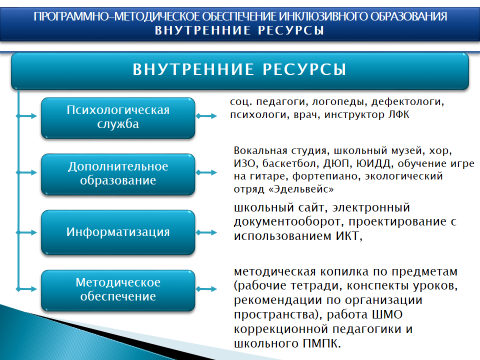 ПРОГРАММНО-МЕТОДИЧЕСКОЕ ОБЕСПЕЧЕНИЕ ИНКЛЮЗИВНОГО ОБРАЗОВАНИЯ
ВНУТРЕННИЕ РЕСУРСЫ
ВНУТРЕННИЕ РЕСУРСЫ
Психологическая
служба
соц. педагоги, логопеды, дефектологи,
психологи, врач, инструктор ЛФК
Дополнительное
образование
Вокальная студия, школьный музей, хор,
ИЗО, баскетбол, ДЮП, ЮИДД, обучение игре
на гитаре, фортепиано, экологический
отряд «Эдельвейс»
Информатизация
школьный сайт, электронный
документооборот, проектирование с
использованием ИКТ,
Методическое
обеспечение
методическая копилка по предметам
(рабочие тетради, конспекты уроков,
рекомендации по организации
пространства), работа ШМО
коррекционной педагогики и
школьного ПМПК.